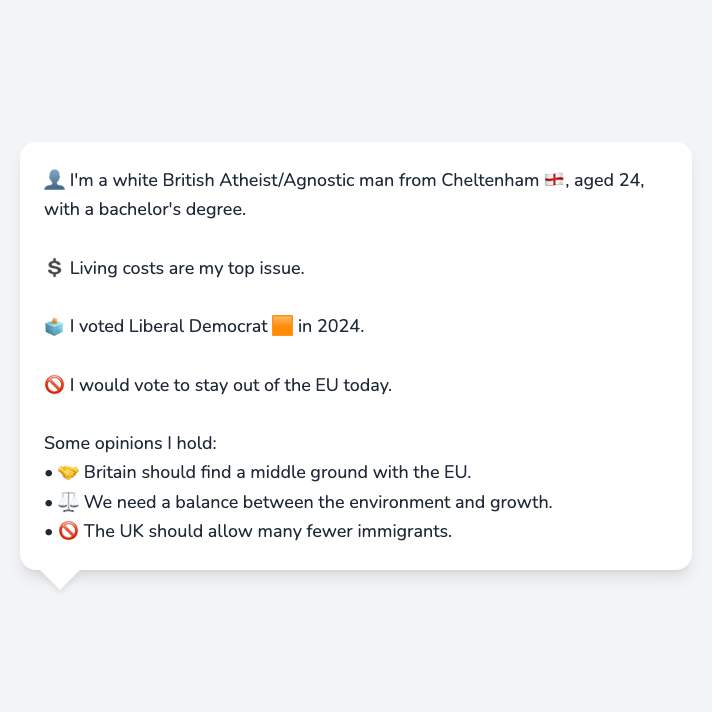 👤 I'm a white British Atheist/Agnostic man from Cheltenham 🏴󠁧󠁢󠁥󠁮󠁧󠁿, aged 24,
with a bachelor's degree.
💲 Living costs are my top issue.
🗳️ I voted Liberal Democrat 🟧 in 2024.
🚫 I would vote to stay out of the EU today.
Some opinions I hold:
• 🤝 Britain should find a middle ground with the EU.
• ⚖️ We need a balance between the environment and growth.
• 🚫 The UK should allow many fewer immigrants.